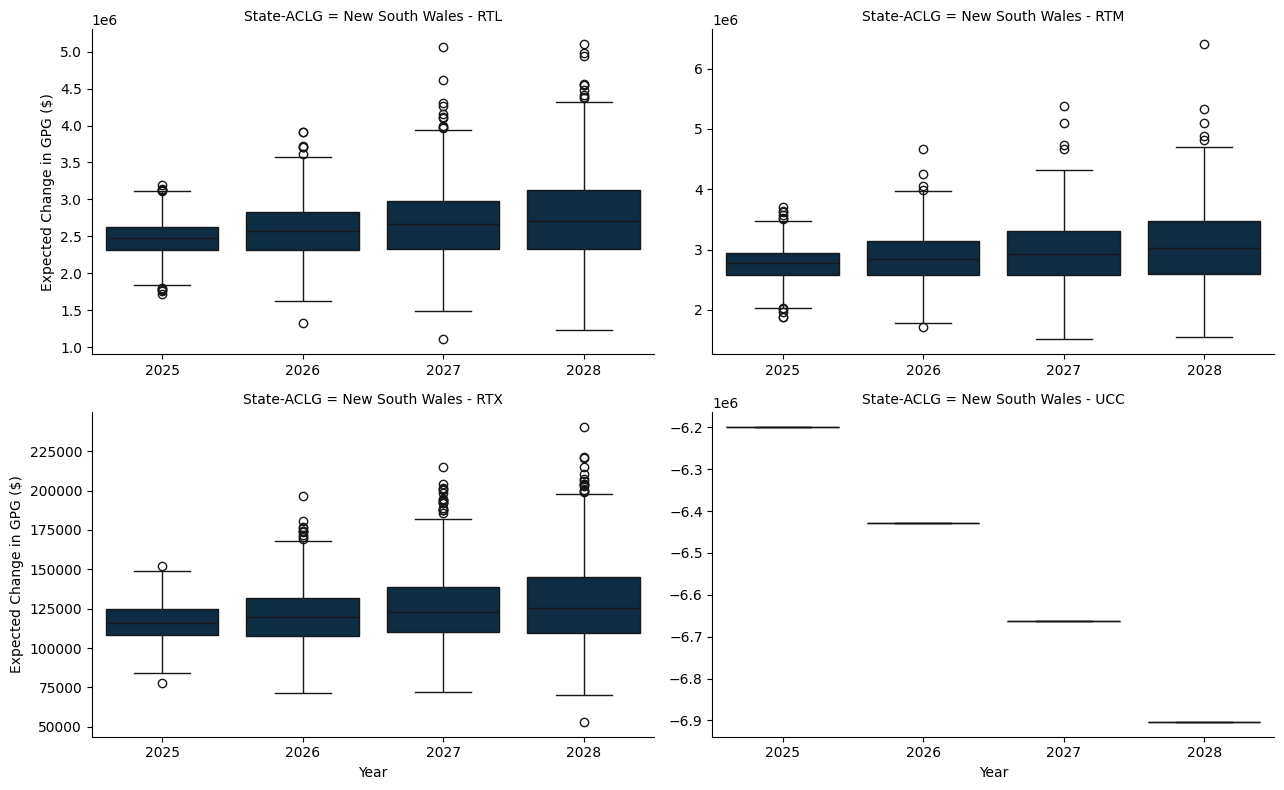 State-ACLG = New South Wales - RTL
1e6
Expected Change in GPG ($)
5.0
4.5
4.0
3.5
3.0
2.5
2.0
1.5
1.0
2025 2026 2027 2028
State-ACLG = New South Wales - RTM
1e6
6
5
4
3
2
2025 2026 2027 2028
State-ACLG = New South Wales - RTX
Expected Change in GPG ($)
225000
200000
175000
150000
125000
100000
75000
50000
2025 2026 2027 2028
Year
State-ACLG = New South Wales - UCC
1e6
−6.2
−6.3
−6.4
−6.5
−6.6
−6.7
−6.8
−6.9
2025 2026 2027 2028
Year